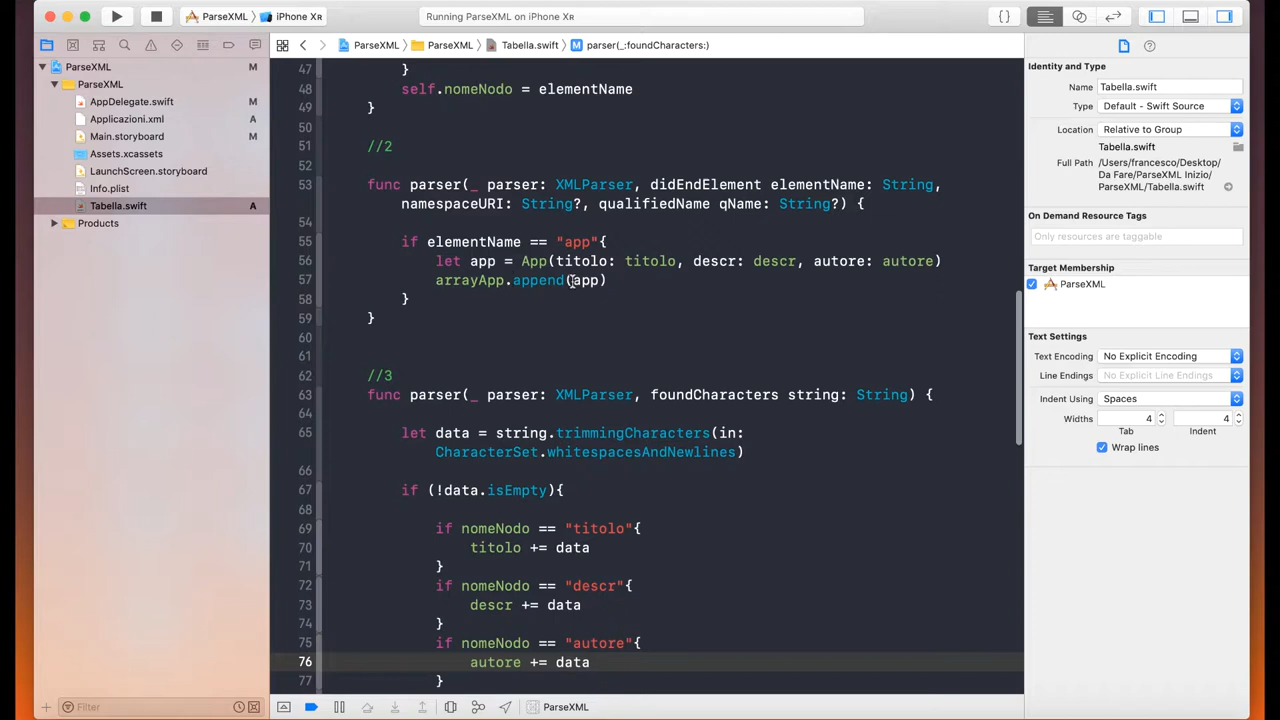 ParseXML
iPhone Xʀ
Running ParseXML on iPhone Xʀ
ParseXML
ParseXML
Tabella.swift
M
parser(_:foundCharacters:)
ParseXML
M
ParseXML
AppDelegate.swift
M
Applicazioni.xml
A
Main.storyboard
M
Assets.xcassets
LaunchScreen.storyboard
Info.plist
Tabella.swift
A
Products
Filter
47 }
48 self.nomeNodo = elementName
49 }
50
51 //2
52
53 func parser(_ parser: XMLParser, didEndElement elementName: String,
namespaceURI: String?, qualifiedName qName: String?) {
54
55 if elementName == "app"{
56 let app = App(titolo: titolo, descr: descr, autore: autore)
57 arrayApp.append(app)
58 }
59 }
60
61
62 //3
63 func parser(_ parser: XMLParser, foundCharacters string: String) {
64
65 let data = string.trimmingCharacters(in:
CharacterSet.whitespacesAndNewlines)
66
67 if (!data.isEmpty){
68
69 if nomeNodo == "titolo"{
70 titolo += data
71 }
72 if nomeNodo == "descr"{
73 descr += data
74 }
75 if nomeNodo == "autore"{
76 autore += data
77 }
ParseXML
Identity and Type
Name Tabella.swift
Type Default - Swift Source
Location Relative to Group
Tabella.swift
Full Path /Users/francesco/Desktop/
Da Fare/ParseXML Inizio/
ParseXML/Tabella.swift
On Demand Resource Tags
Only resources are taggable
Target Membership
ParseXML
Text Settings
Text Encoding No Explicit Encoding
Line Endings No Explicit Line Endings
Indent Using Spaces
Widths 4 4
Tab Indent
Wrap lines